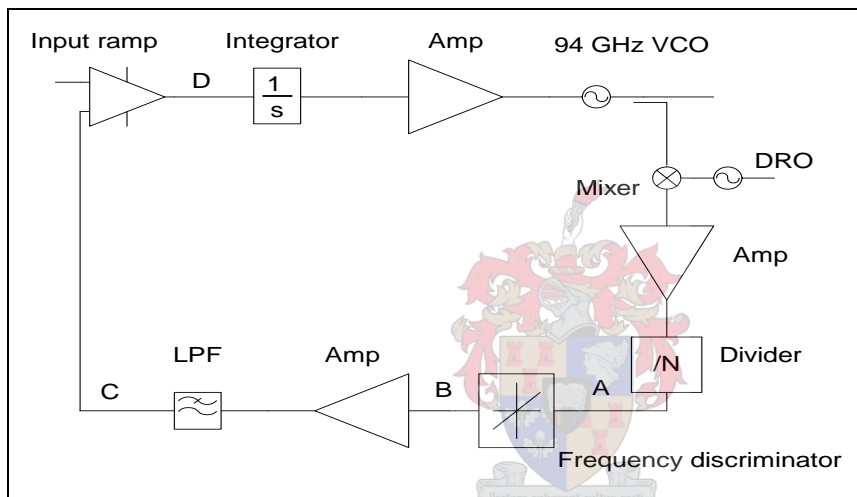 Input ramp
Integrator
Amp
94 GHz VCO
D
1
s
DRO
Mixer
Amp
LPF
Amp
/N
Divider
C
B
A
Frequency discriminator